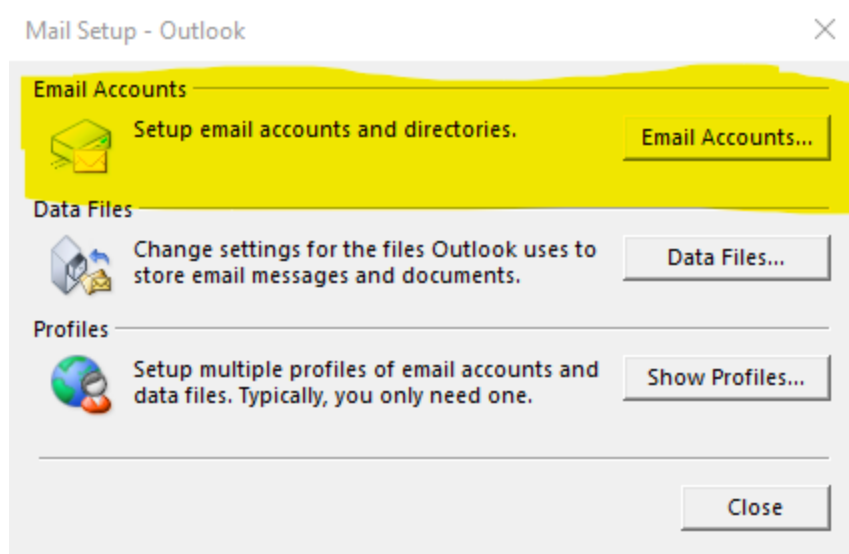 Mail Setup - Outlook
Email Accounts
Setup email accounts and directories.
Email Accounts...
Data Files
Change settings for the files Outlook uses to
store email messages and documents.
Data Files...
Profiles
Setup multiple profiles of email accounts and
data files. Typically, you only need one.
Show Profiles...
Close